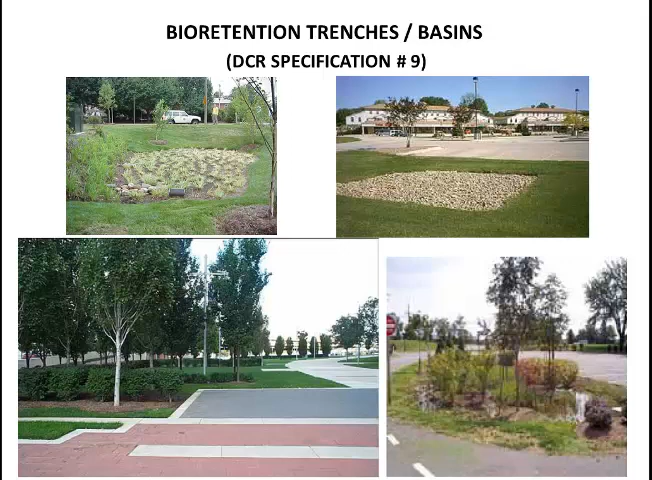 BIORETENTION TRENCHES / BASINS
(DCR SPECIFICATION # 9)